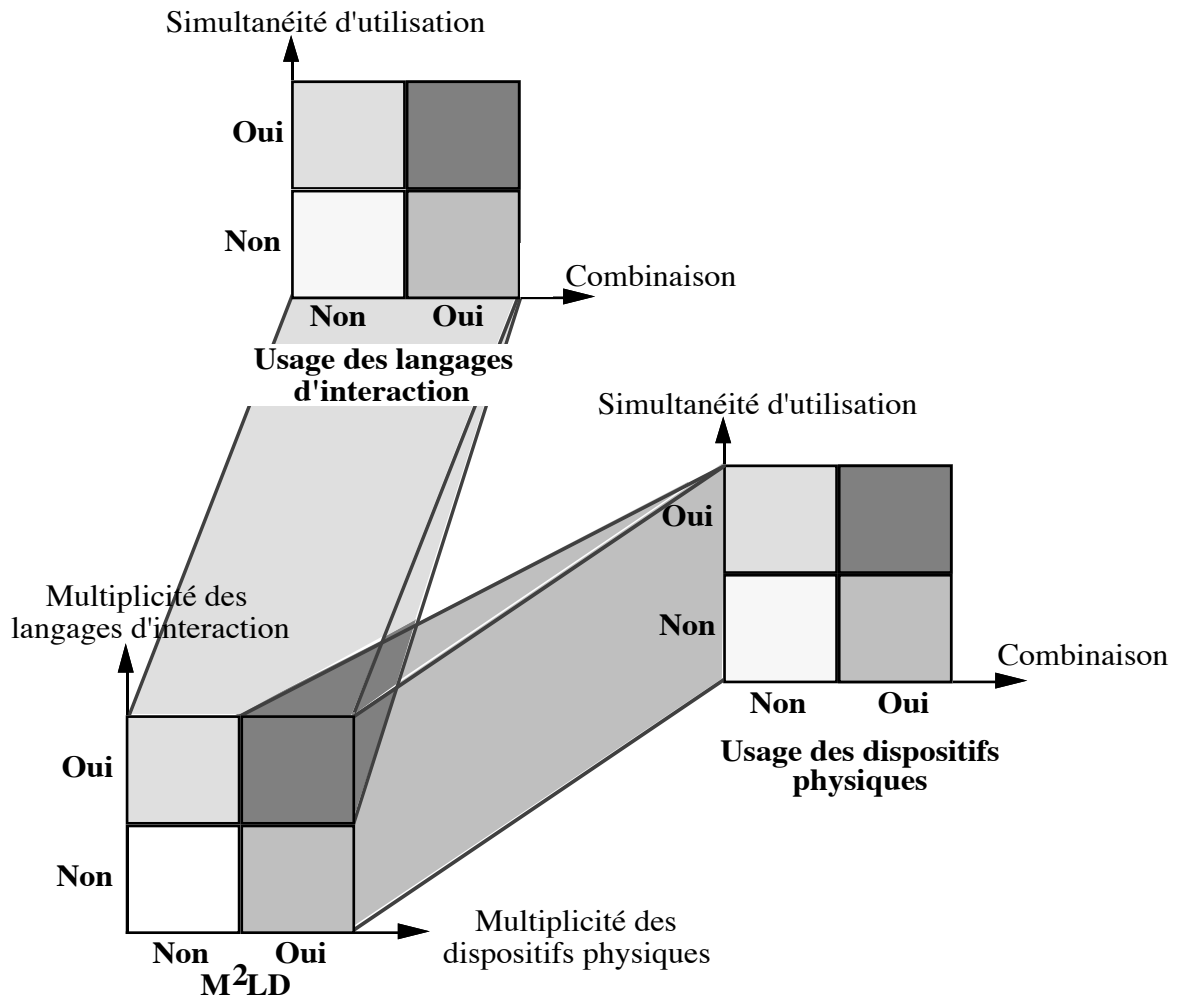 Simultanéité d'utilisation
Oui
Non
Combinaison
Non Oui
Usage des langages
d'interaction
Simultanéité d'utilisation
Oui
Non
Combinaison
Non Oui
Usage des dispositifs
physiques
Multiplicité des
langages d'interaction
Oui
Non
Multiplicité des
dispositifs physiques
Non Oui
M²LD